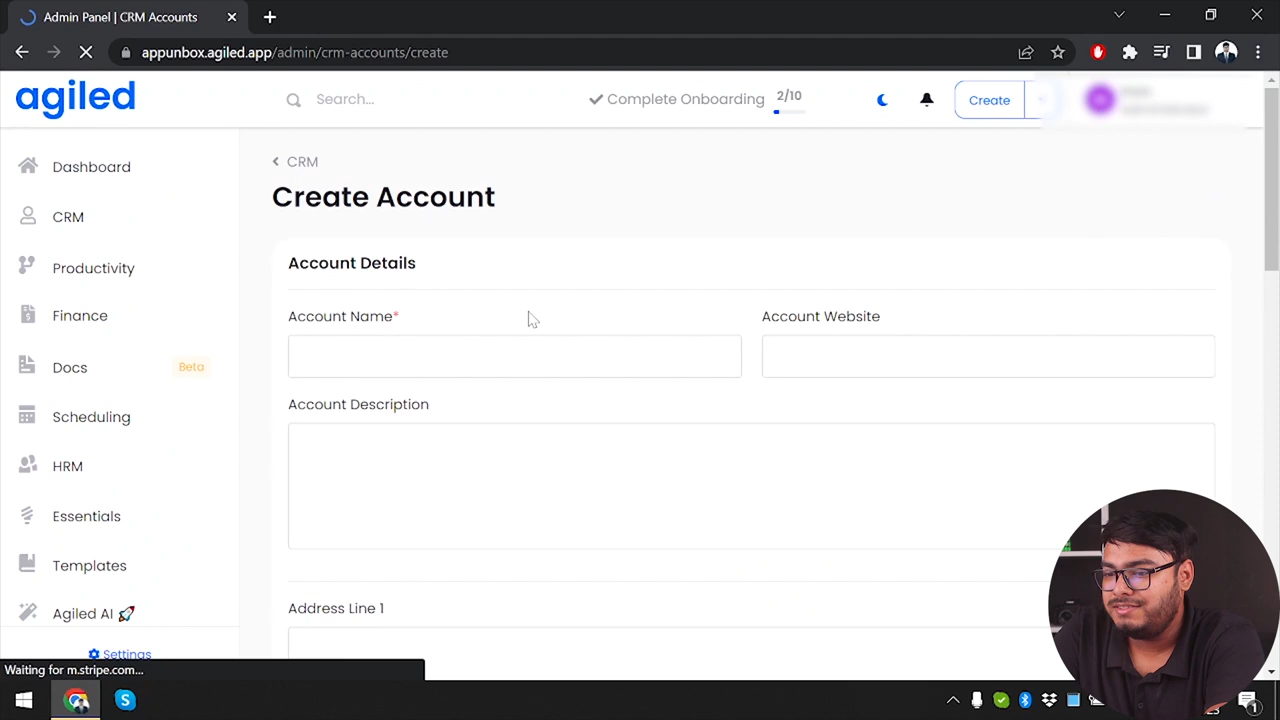 Admin Panel | CRM Accounts
appunbox.agiled.app/admin/crm-accounts/create
agiled
Search...
Complete Onboarding 2/10
Create
Dashboard
CRM
Productivity
Finance
Docs Beta
Scheduling
HRM
Essentials
Templates
Agiled AI 🚀
Settings
CRM
Create Account
Account Details
Account Name*
Account Website
Account Description
Address Line 1
Waiting for m.stripe.com...
1